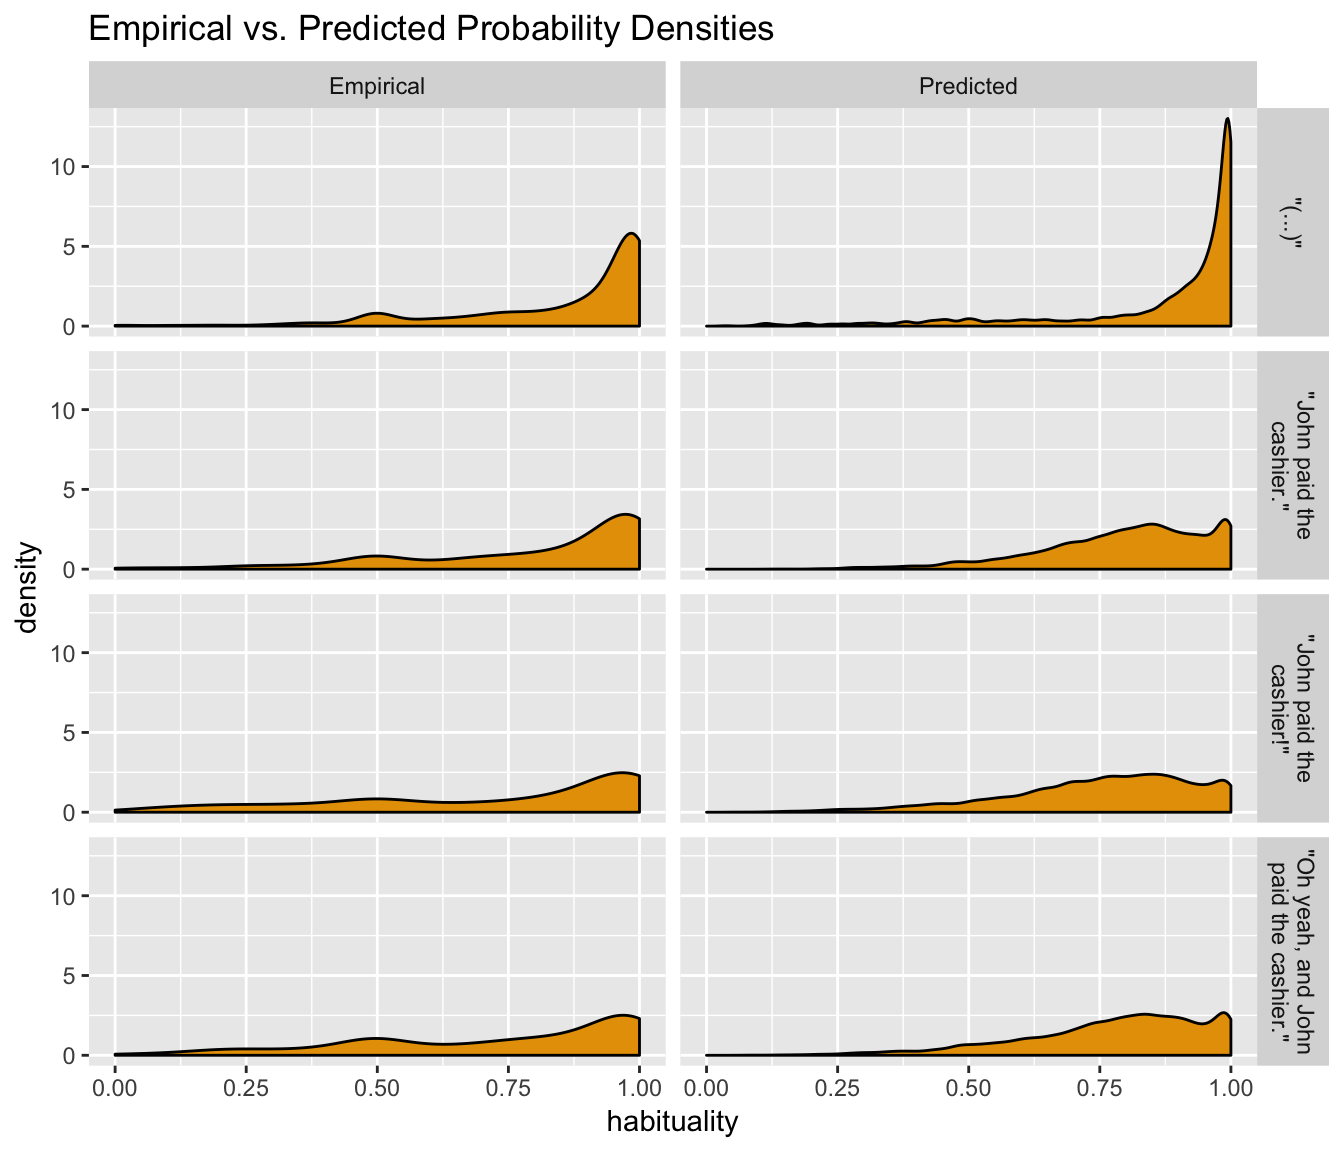 Empirical vs. Predicted Probability Densities
Empirical
Predicted
10
5
0
"(...)"
10
5
0
"John paid the
cashier."
10
5
0
"John paid the
cashier!"
10
5
0
"Oh yeah, and John
paid the cashier."
density
0.00 0.25 0.50 0.75 1.00 0.00 0.25 0.50 0.75 1.00
habituality